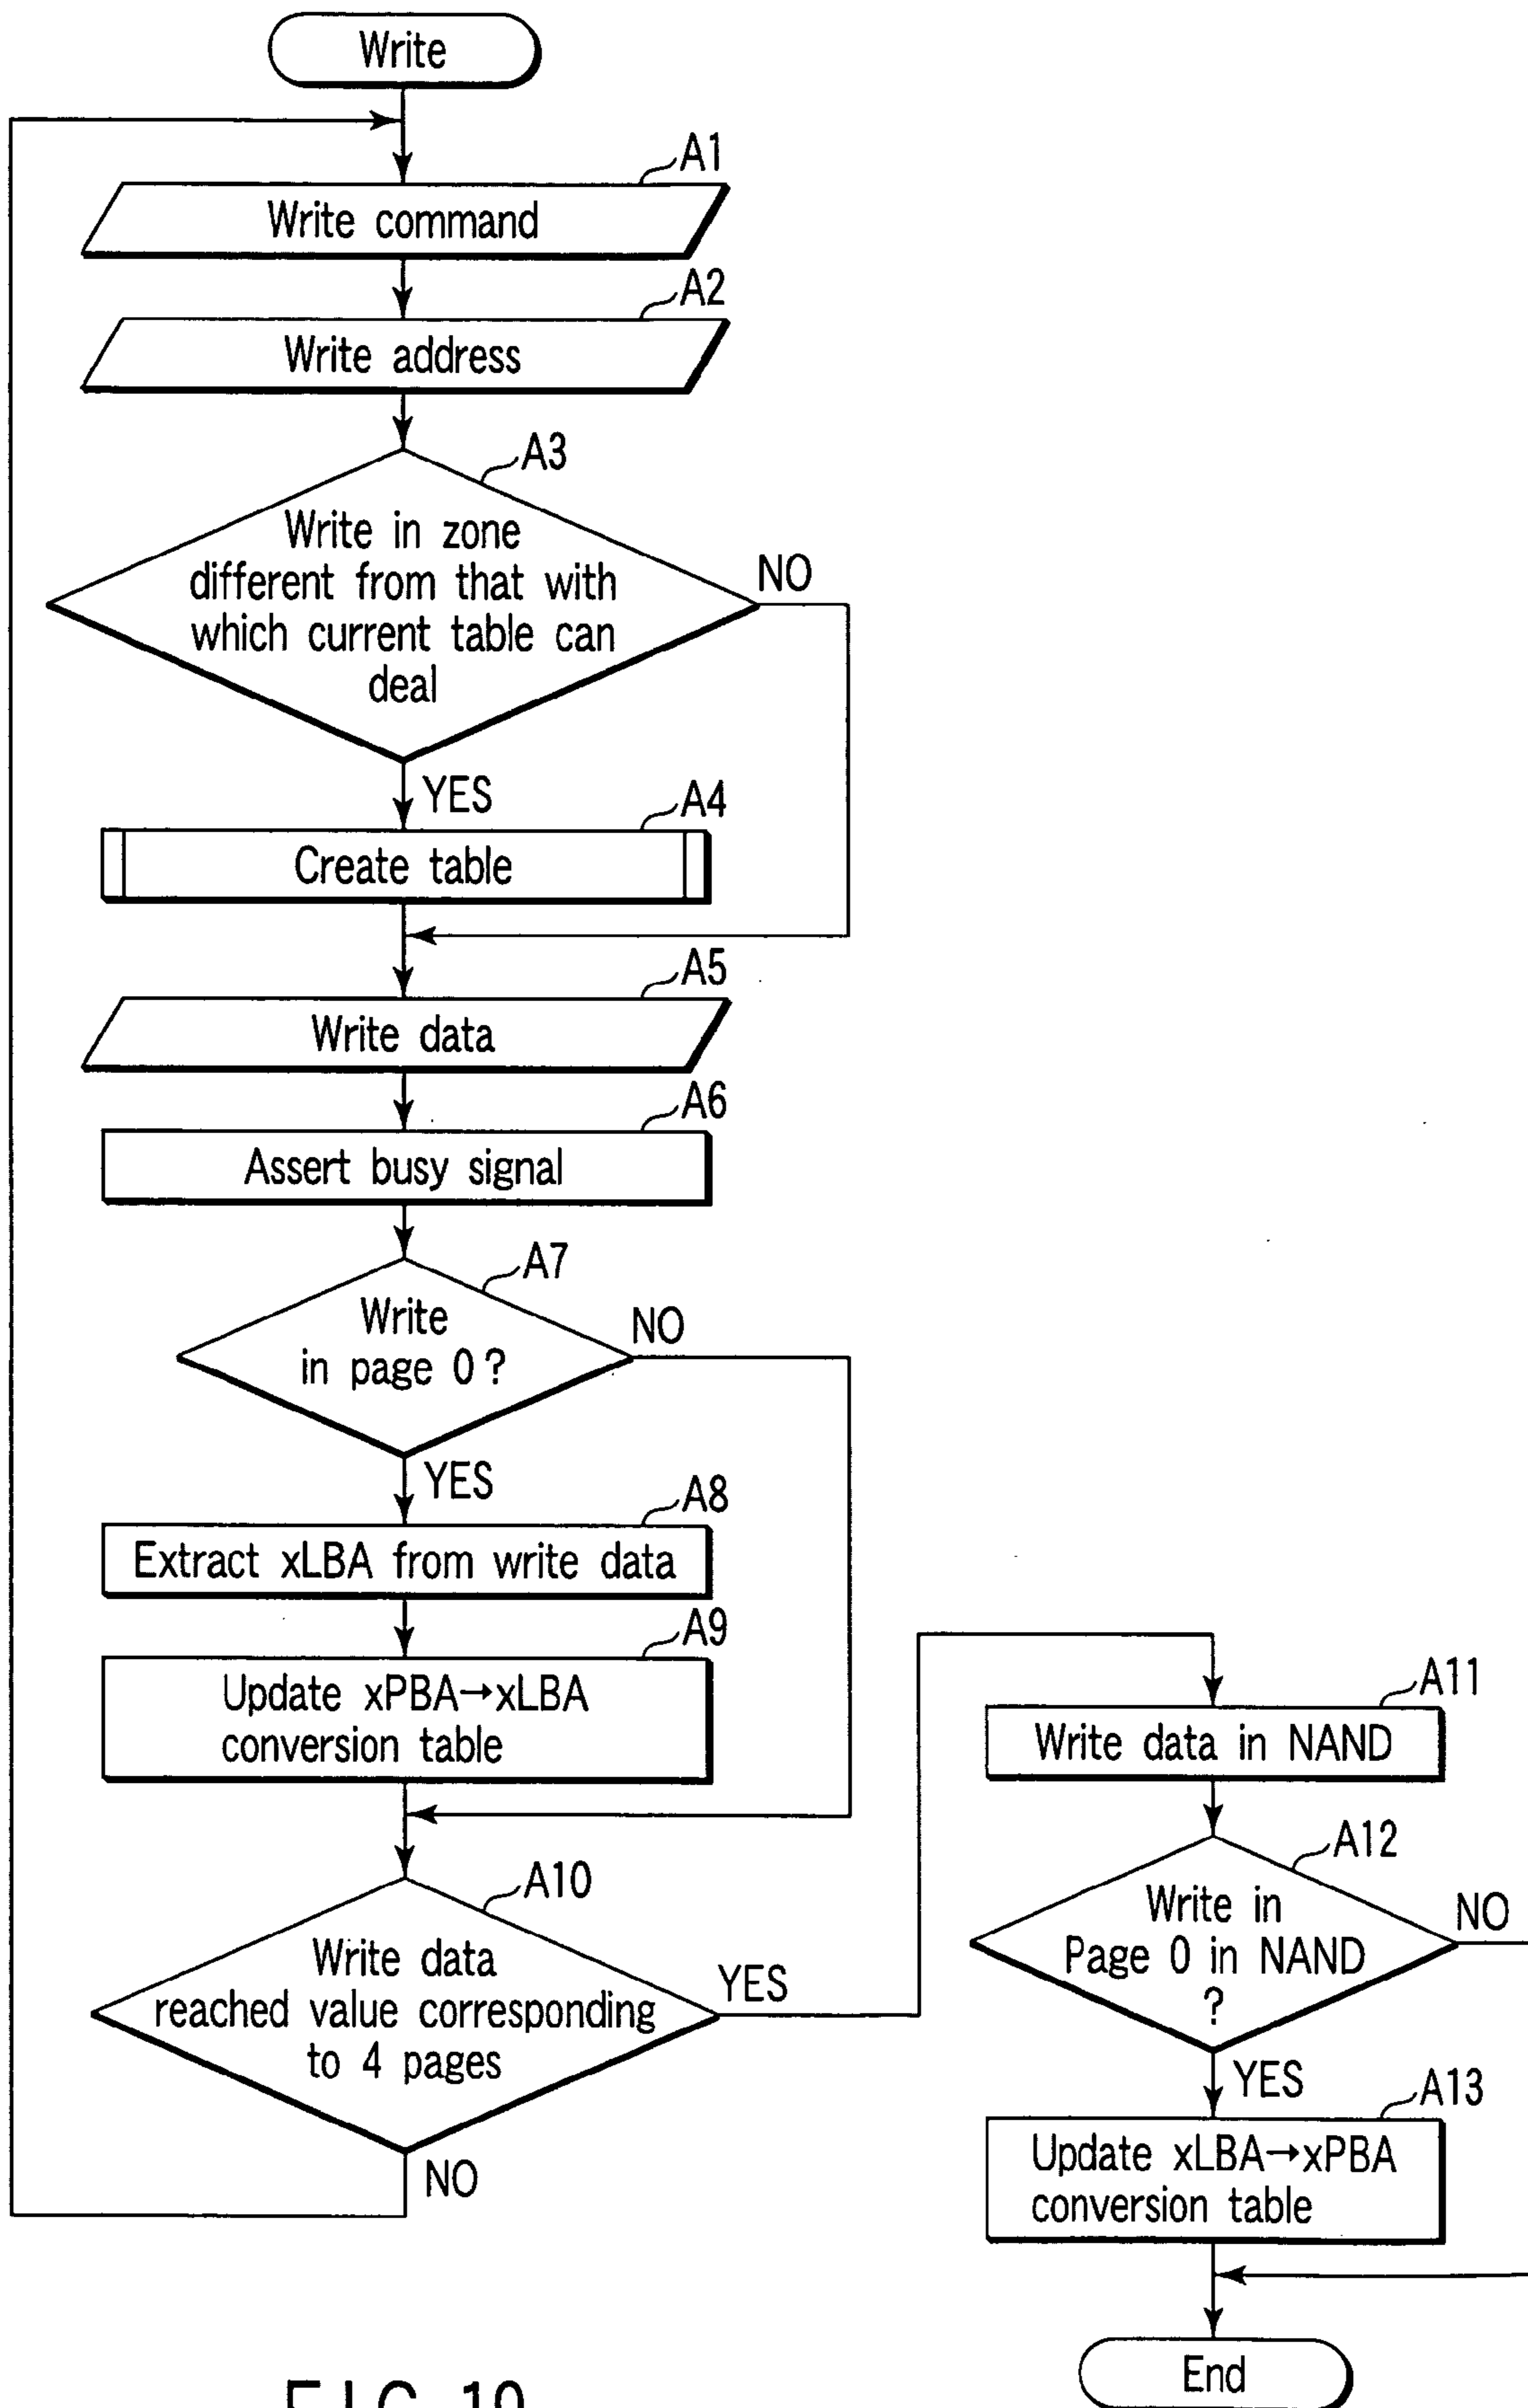 Write
A1
Write command
A2
Write address
A3
Write in zone
different from that with
which current table can
deal
NO
YES
A4
Create table
A5
Write data
A6
Assert busy signal
A7
Write
in page 0?
NO
YES
A8
Extract xLBA from write data
A9
Update xPBA→xLBA
conversion table
A10
Write data
reached value corresponding
to 4 pages
YES
NO
A11
Write data in NAND
A12
Write in
Page 0 in NAND
?
NO
YES
A13
Update xLBA→xPBA
conversion table
End